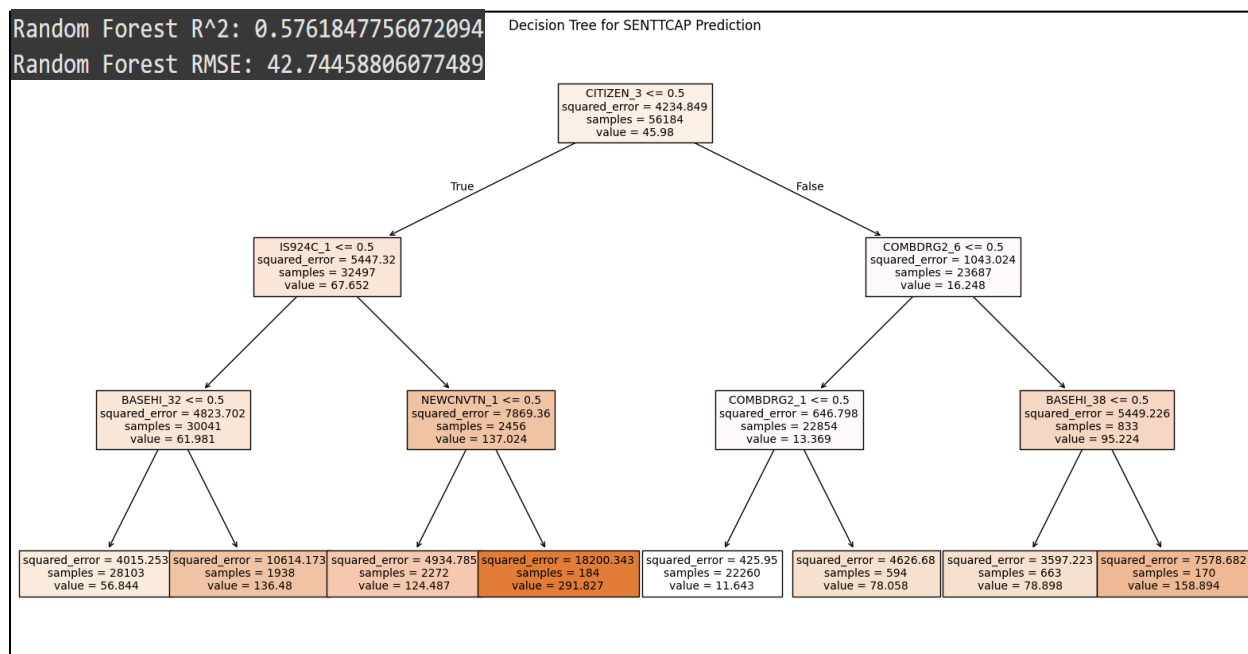 Random Forest R^2: 0.5761847756072094
Random Forest RMSE: 42.74458806077489
Decision Tree for SENTTCAP Prediction
CITIZEN_3 <= 0.5
squared_error = 4234.849
samples = 56184
value = 45.98
True
False
IS924C_1 <= 0.5
squared_error = 5447.32
samples = 32497
value = 67.652
COMBDRG2_6 <= 0.5
squared_error = 1043.024
samples = 23687
value = 16.248
BASEHI_32 <= 0.5
squared_error = 4823.702
samples = 30041
value = 61.981
NEWCNVTN_1 <= 0.5
squared_error = 7869.36
samples = 2456
value = 137.024
COMBDRG2_1 <= 0.5
squared_error = 646.798
samples = 22854
value = 13.369
BASEHI_38 <= 0.5
squared_error = 5449.226
samples = 833
value = 95.224
squared_error = 4015.253
samples = 28103
value = 56.844
squared_error = 10614.173
samples = 1938
value = 136.48
squared_error = 4934.785
samples = 2272
value = 124.487
squared_error = 18200.343
samples = 184
value = 291.827
squared_error = 425.95
samples = 22260
value = 11.643
squared_error = 4626.68
samples = 594
value = 78.058
squared_error = 3597.223
samples = 663
value = 78.898
squared_error = 7578.682
samples = 170
value = 158.894